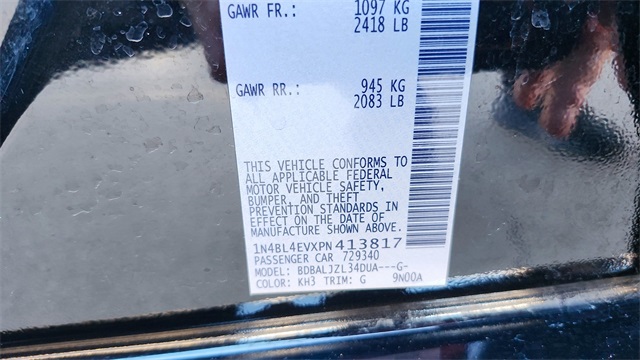 GAWR FR.: 1097 KG
2418 LB
GAWR RR.: 945 KG
2083 LB
THIS VEHICLE CONFORMS TO
ALL APPLICABLE FEDERAL
MOTOR VEHICLE SAFETY,
BUMPER, AND THEFT
PREVENTION STANDARDS IN
EFFECT ON THE DATE OF
MANUFACTURE SHOWN ABOVE.
1N4BL4EVXPN413817
PASSENGER CAR 729340
MODEL: BDBALJZL34DUA---G-
COLOR: KH3 TRIM: G 9N00A